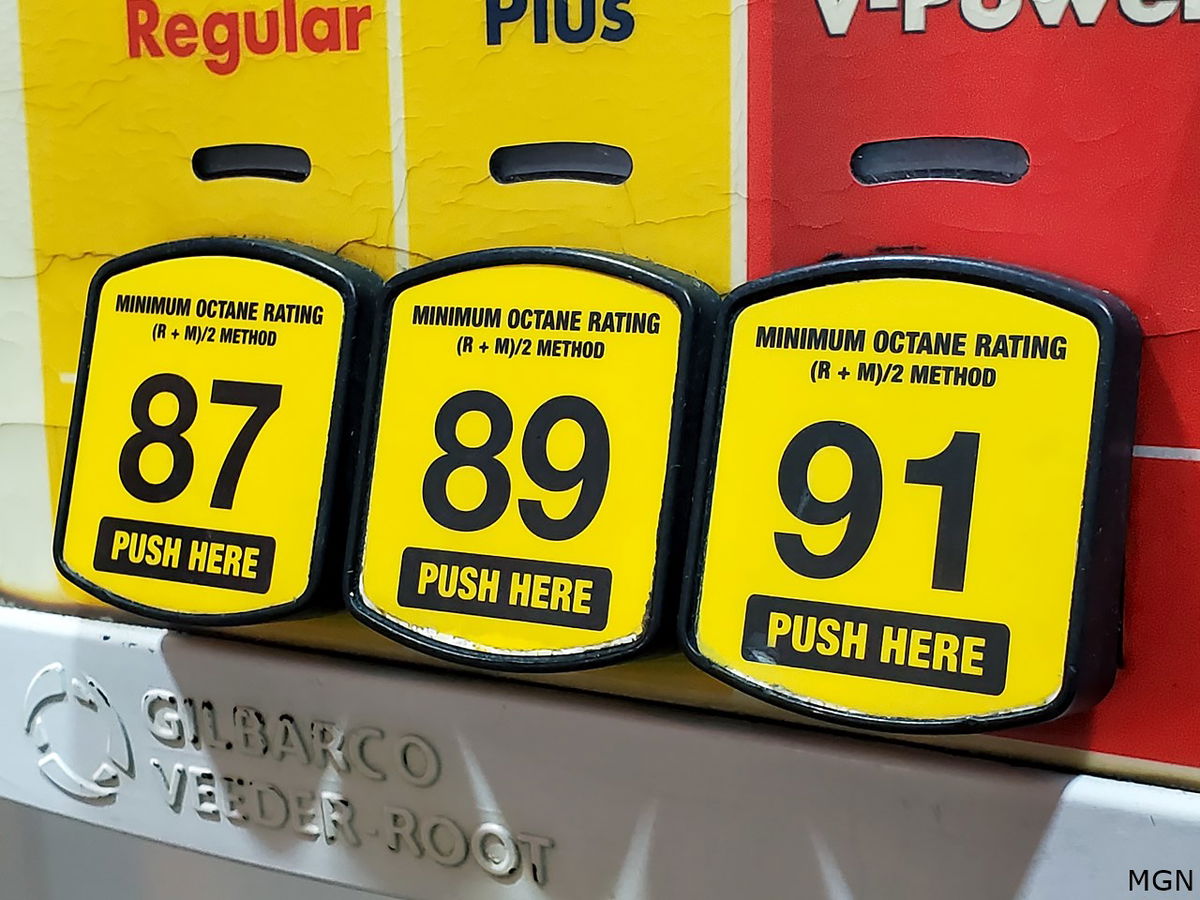 Regular
Plus
V-Power
MINIMUM OCTANE RATING
(R + M)/2 METHOD
87
PUSH HERE
MINIMUM OCTANE RATING
(R + M)/2 METHOD
89
PUSH HERE
MINIMUM OCTANE RATING
(R + M)/2 METHOD
91
PUSH HERE
GILBARCO
VEEDER-ROOT
MGN